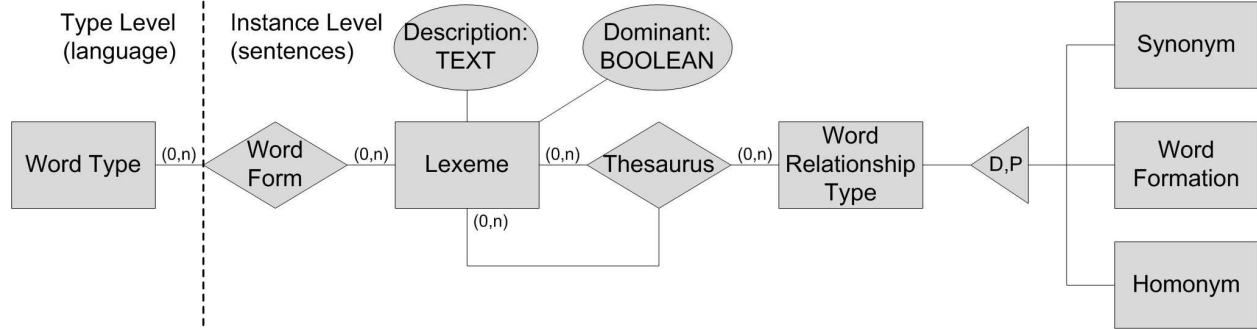 Type Level
(language)
Instance Level
(sentences)
Description:
TEXT
Dominant:
BOOLEAN
Synonym
Word Type
(0,n)
Word
Form
(0,n)
Lexeme
(0,n)
Thesaurus
(0,n)
Word
Relationship
Type
D,P
Word
Formation
(0,n)
Homonym